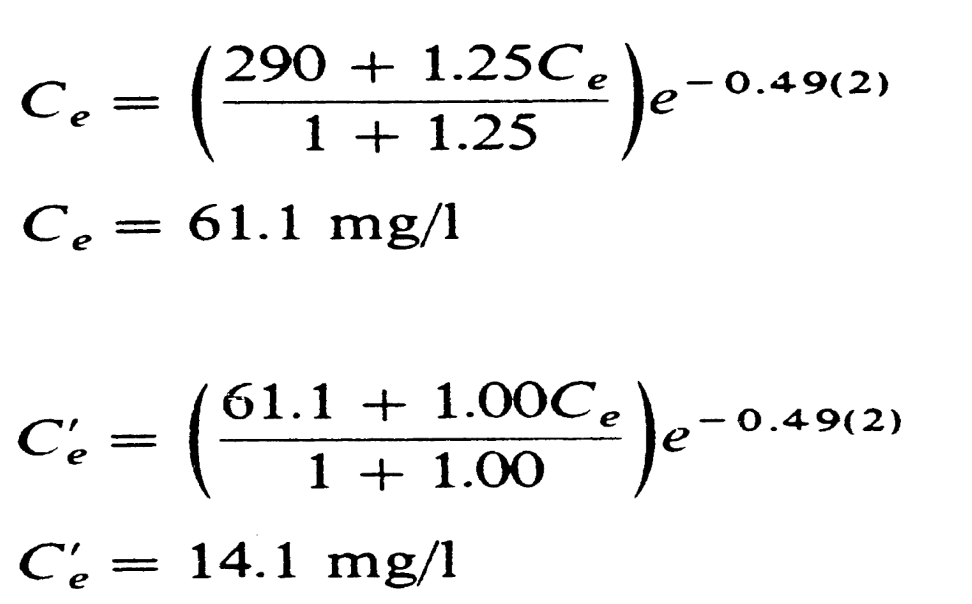 C_e = ((290 + 1.25C_e)/(1 + 1.25))e^{-0.49(2)}
C_e = 61.1 mg/l
C'_e = ((61.1 + 1.00C_e)/(1 + 1.00))e^{-0.49(2)}
C'_e = 14.1 mg/l